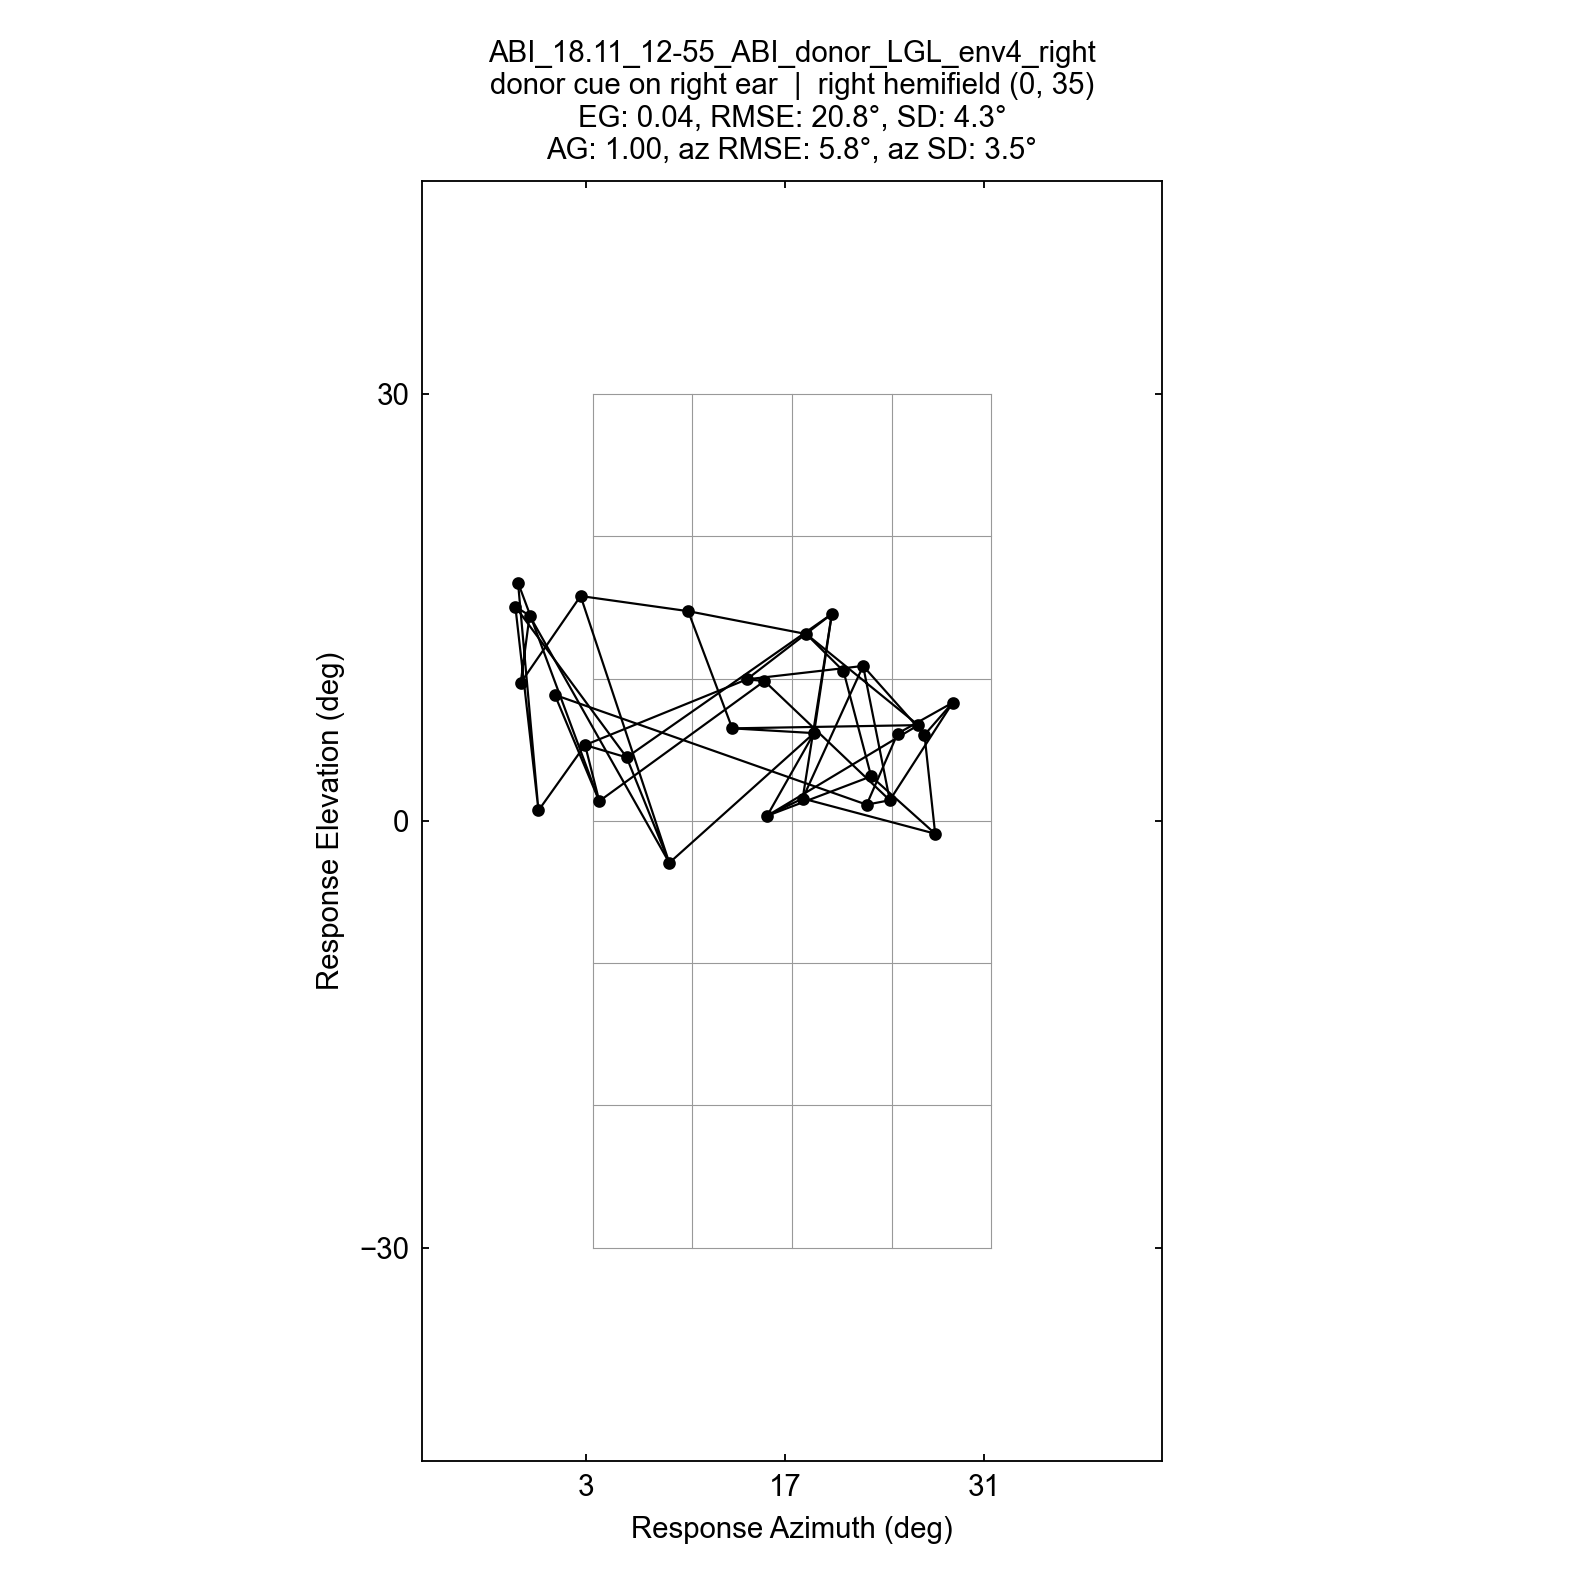 ABI_18.11_12-55_ABI_donor_LGL_env4_right
donor cue on right ear | right hemifield (0, 35)
EG: 0.04, RMSE: 20.8°, SD: 4.3°
AG: 1.00, az RMSE: 5.8°, az SD: 3.5°
30
0
−30
Response Elevation (deg)
3 17 31
Response Azimuth (deg)